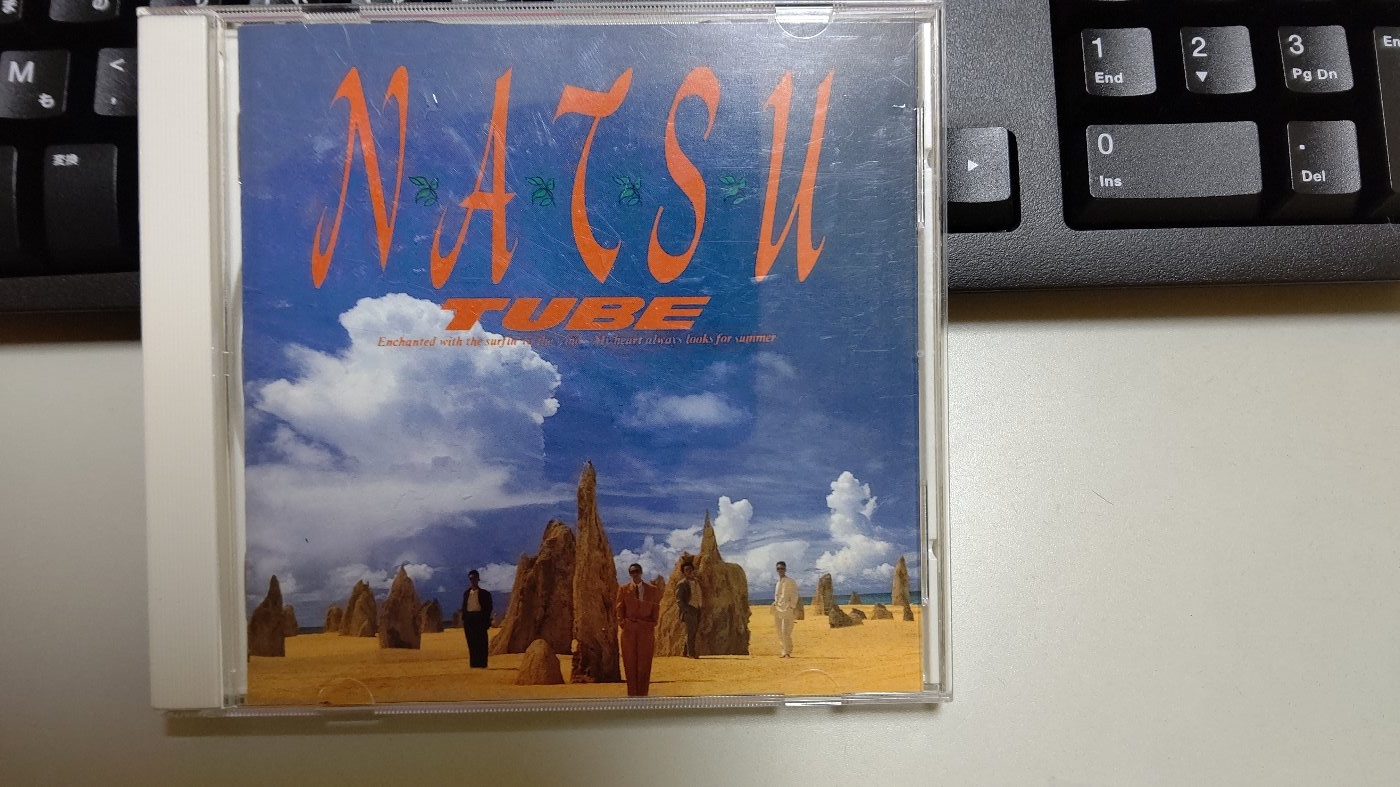 NATSU
TUBE
Enchanted with the surfin' My heart always looks for summer
M
も
<
変換
1
End
2
▼
3
Pg Dn
En
0
Ins
.
Del